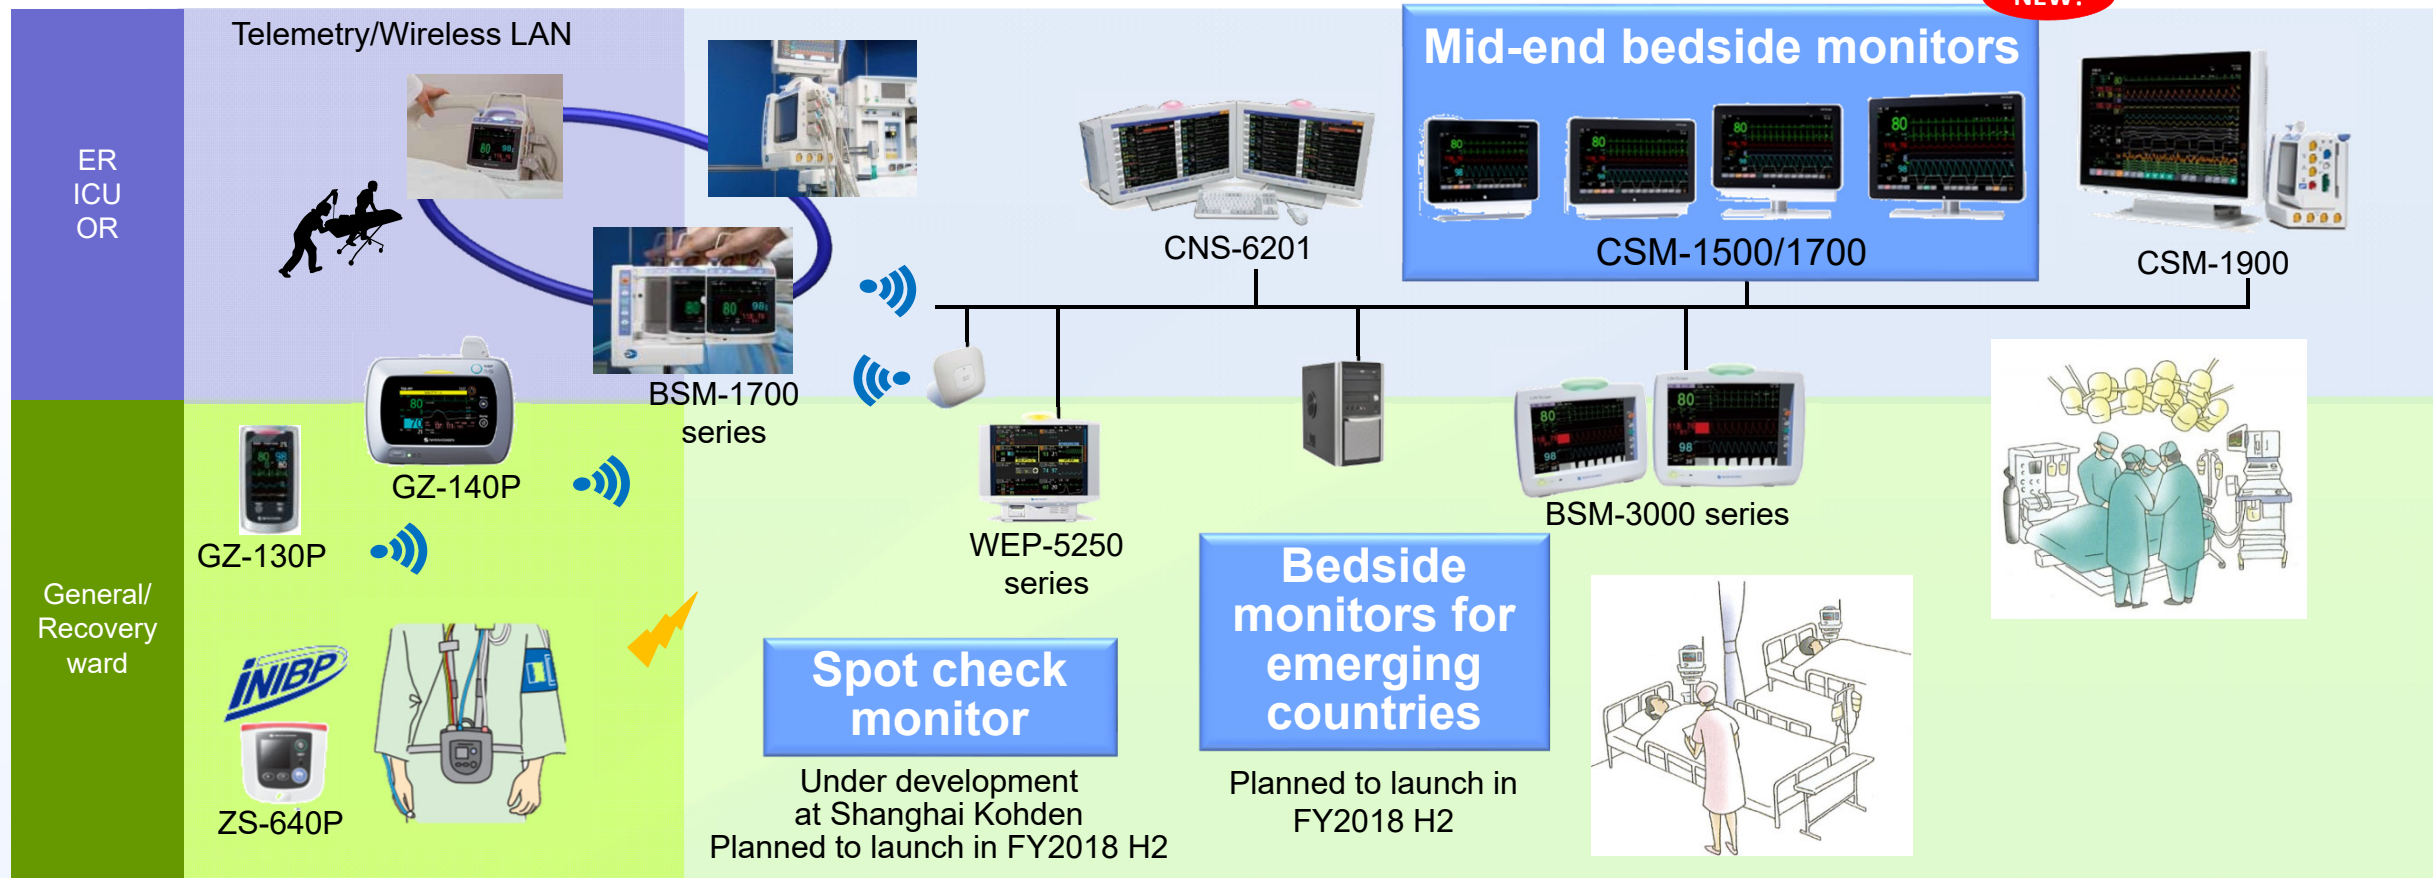 NEW!
Telemetry/Wireless LAN
Mid-end bedside monitors
ER
ICU
OR
CNS-6201
CSM-1500/1700
CSM-1900
BSM-1700
series
GZ-140P
GZ-130P
WEP-5250
series
BSM-3000 series
General/
Recovery
ward
iNIBP
ZS-640P
Spot check
monitor
Under development
at Shanghai Kohden
Planned to launch in FY2018 H2
Bedside
monitors for
emerging
countries
Planned to launch in
FY2018 H2